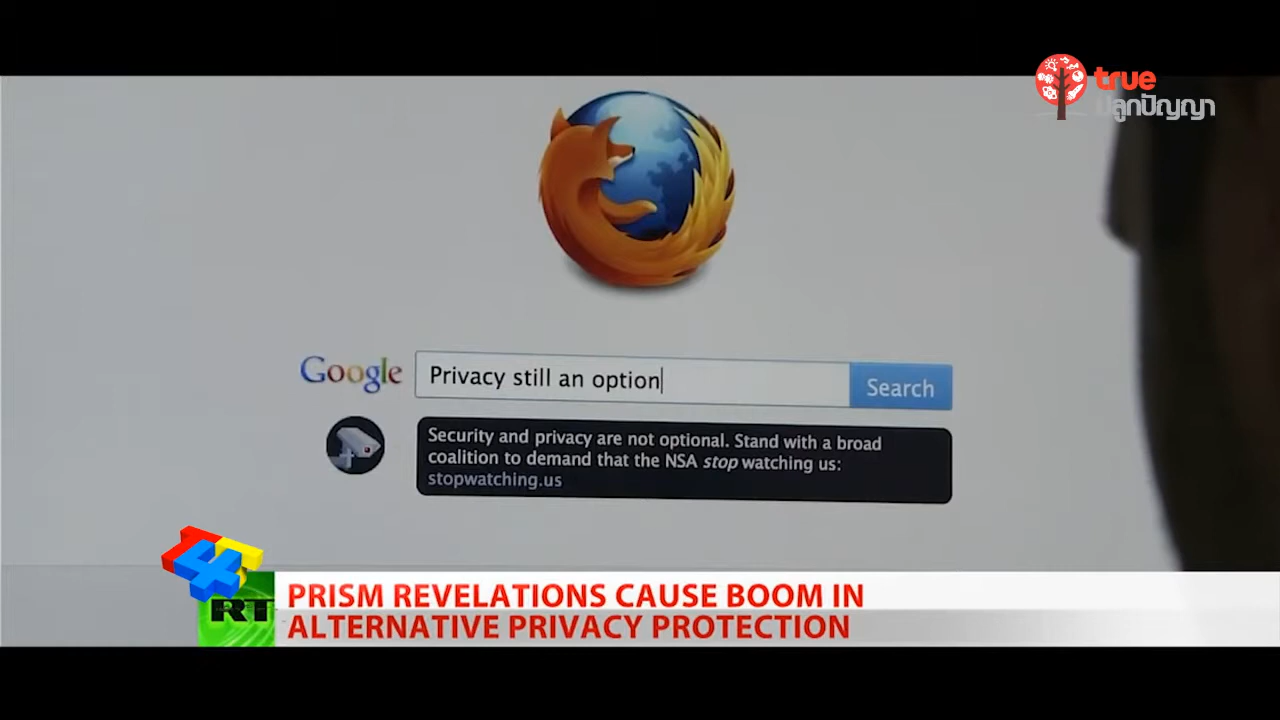 true
ปลูกปัญญา
Google
Privacy still an option
Search
Security and privacy are not optional. Stand with a broad
coalition to demand that the NSA stop watching us:
stopwatching.us
RT
PRISM REVELATIONS CAUSE BOOM IN
ALTERNATIVE PRIVACY PROTECTION